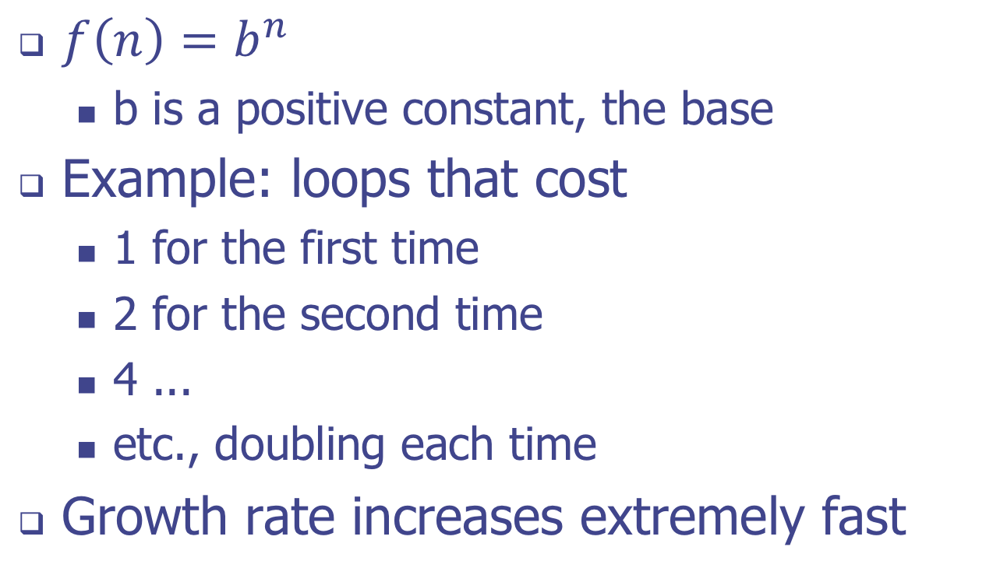 ❑ f(n) = bⁿ
▪ b is a positive constant, the base
❑ Example: loops that cost
▪ 1 for the first time
▪ 2 for the second time
▪ 4 ...
▪ etc., doubling each time
❑ Growth rate increases extremely fast